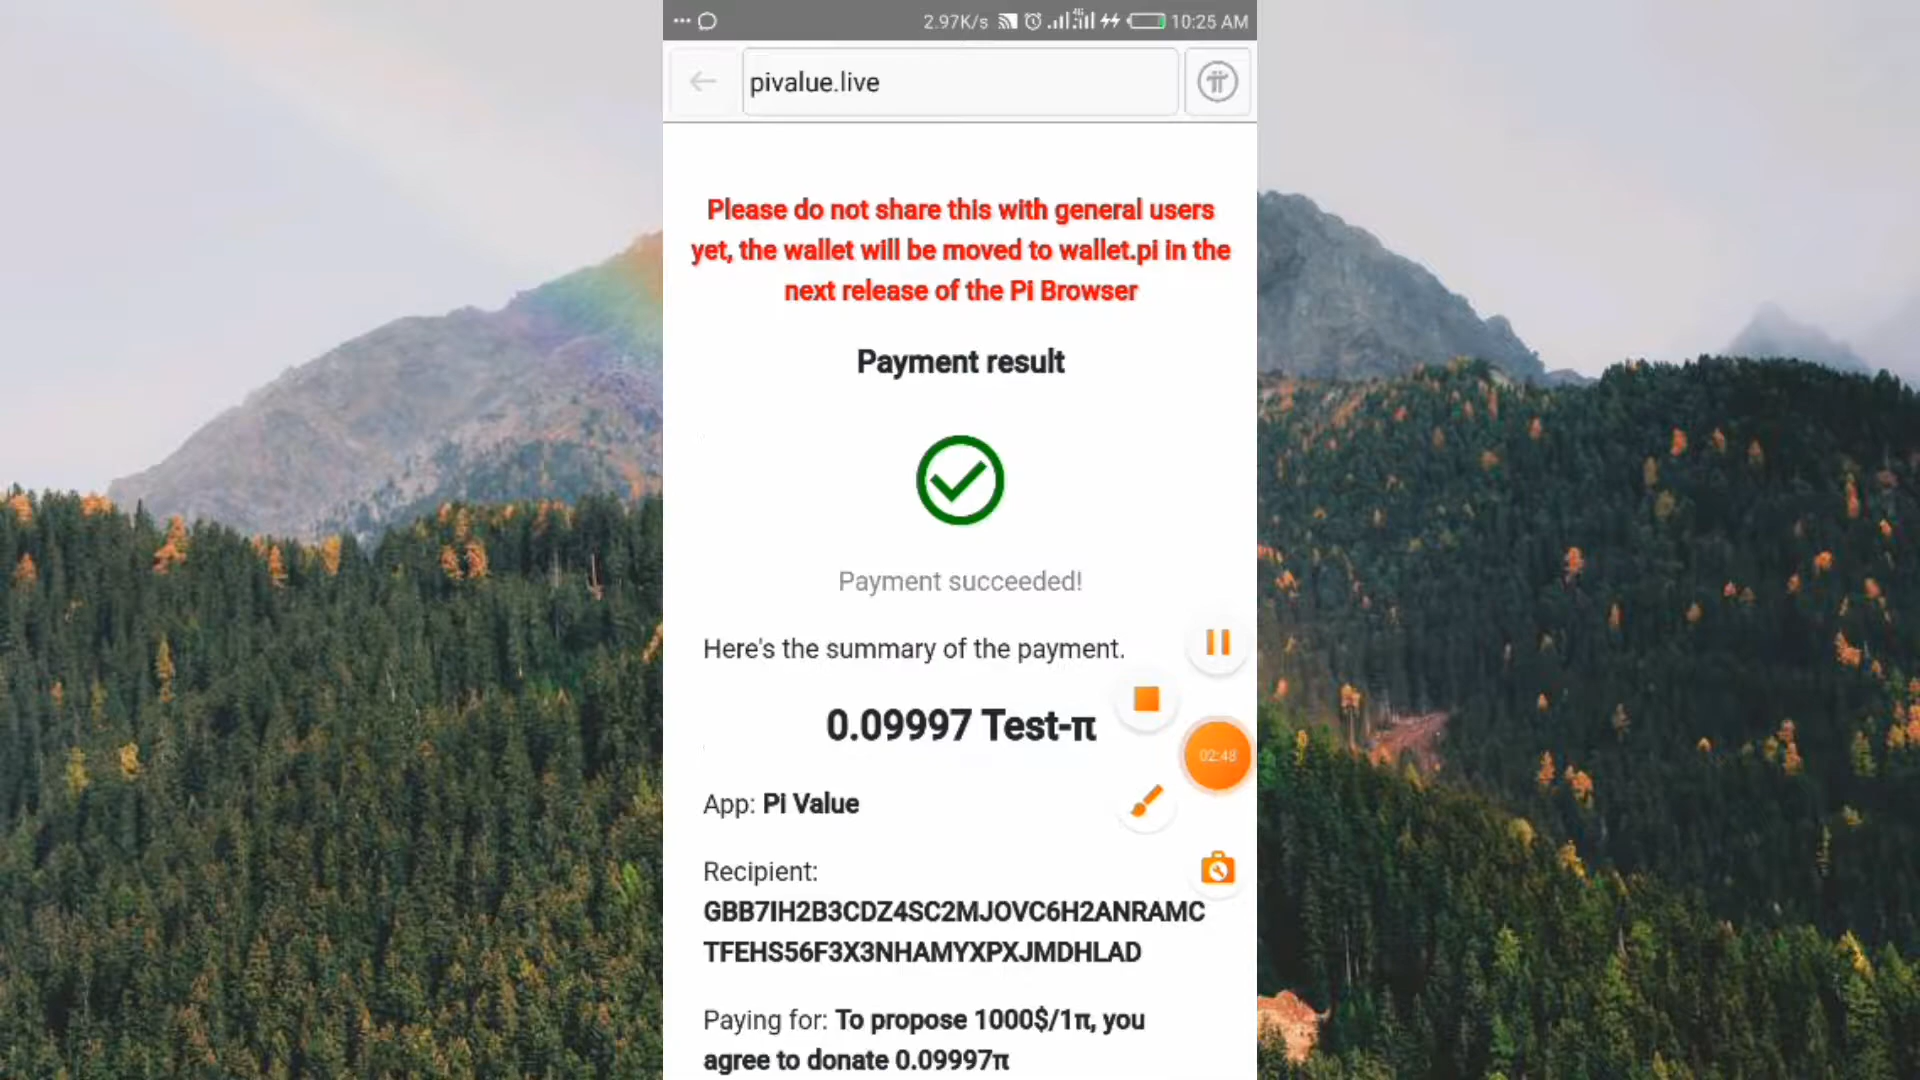 2.97K/s 4G 10:25 AM
pivalue.live
Please do not share this with general users
yet, the wallet will be moved to wallet.pi in the
next release of the Pi Browser
Payment result
Payment succeeded!
Here's the summary of the payment.
0.09997 Test-π
02:48
App: Pi Value
Recipient:
GBB7IH2B3CDZ4SC2MJOVC6H2ANRAMC
TFEHS56F3X3NHAMYXPXJMDHLAD
Paying for: To propose 1000$/1π, you
agree to donate 0.09997π